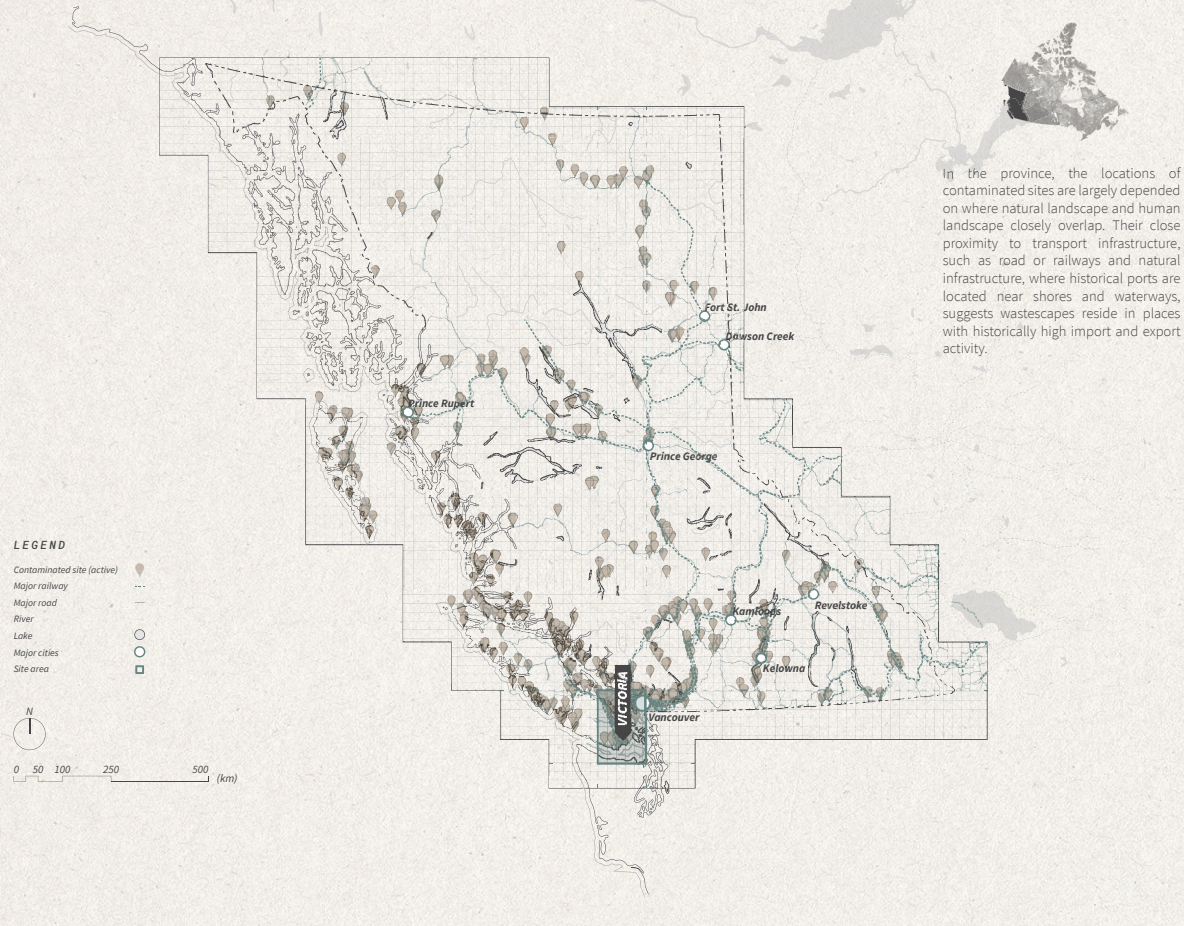 In the province, the locations of
contaminated sites are largely depended
on where natural landscape and human
landscape closely overlap. Their close
proximity to transport infrastructure,
such as road or railways and natural
infrastructure, where historical ports are
located near shores and waterways,
suggests wastescapes reside in places
with historically high import and export
activity.
Fort St. John
Dawson Creek
Prince Rupert
Prince George
Kamloops
Revelstoke
Kelowna
VICTORIA
Vancouver
LEGEND
Contaminated site (active)
Major railway
Major road
River
Lake
Major cities
Site area
N
0 50 100 250 500 (km)